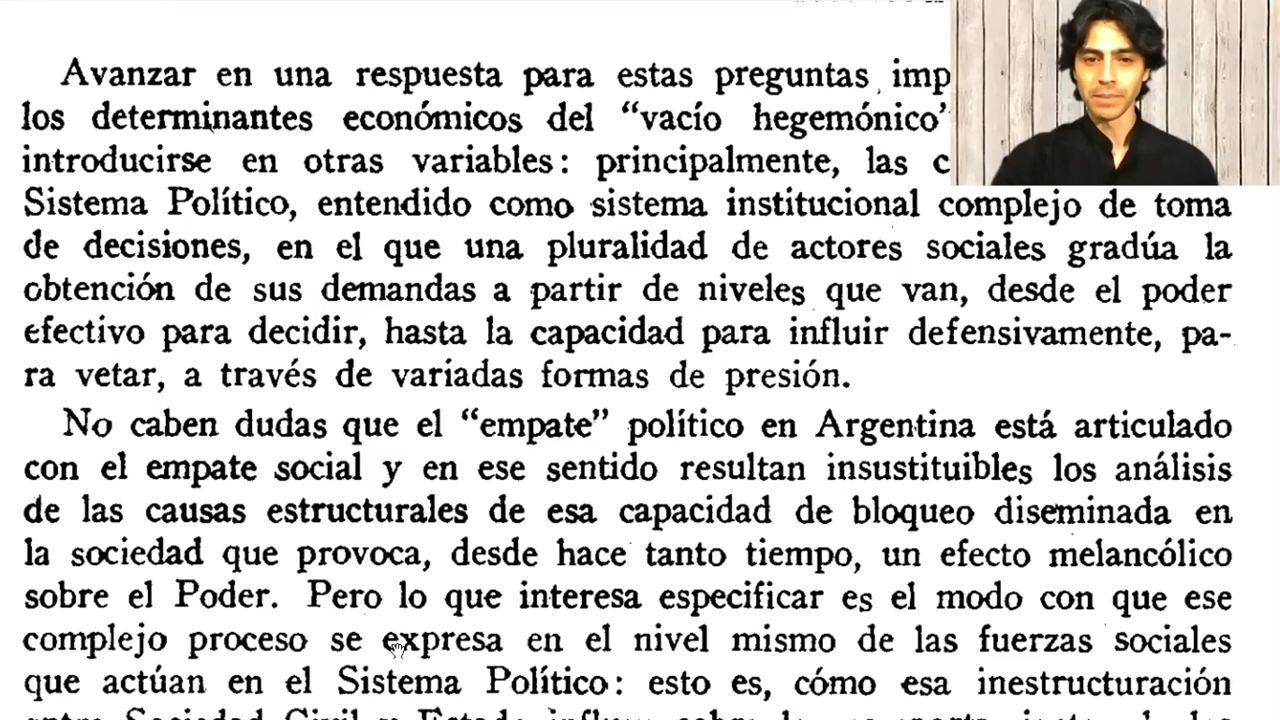 Avanzar en una respuesta para estas preguntas
los determinantes económicos del “vacío hegemónico”
introducirse en otras variables: principalmente, las
Sistema Político, entendido como sistema institucional complejo de toma
de decisiones, en el que una pluralidad de actores sociales gradúa la
obtención de sus demandas a partir de niveles que van, desde el poder
efectivo para decidir, hasta la capacidad para influir defensivamente, pa-
ra vetar, a través de variadas formas de presión.
No caben dudas que el “empate” político en Argentina está articulado
con el empate social y en ese sentido resultan insustituibles los análisis
de las causas estructurales de esa capacidad de bloqueo diseminada en
la sociedad que provoca, desde hace tanto tiempo, un efecto melancólico
sobre el Poder. Pero lo que interesa especificar es el modo con que ese
complejo proceso se expresa en el nivel mismo de las fuerzas sociales
que actúan en el Sistema Político: esto es, cómo esa inestructuración